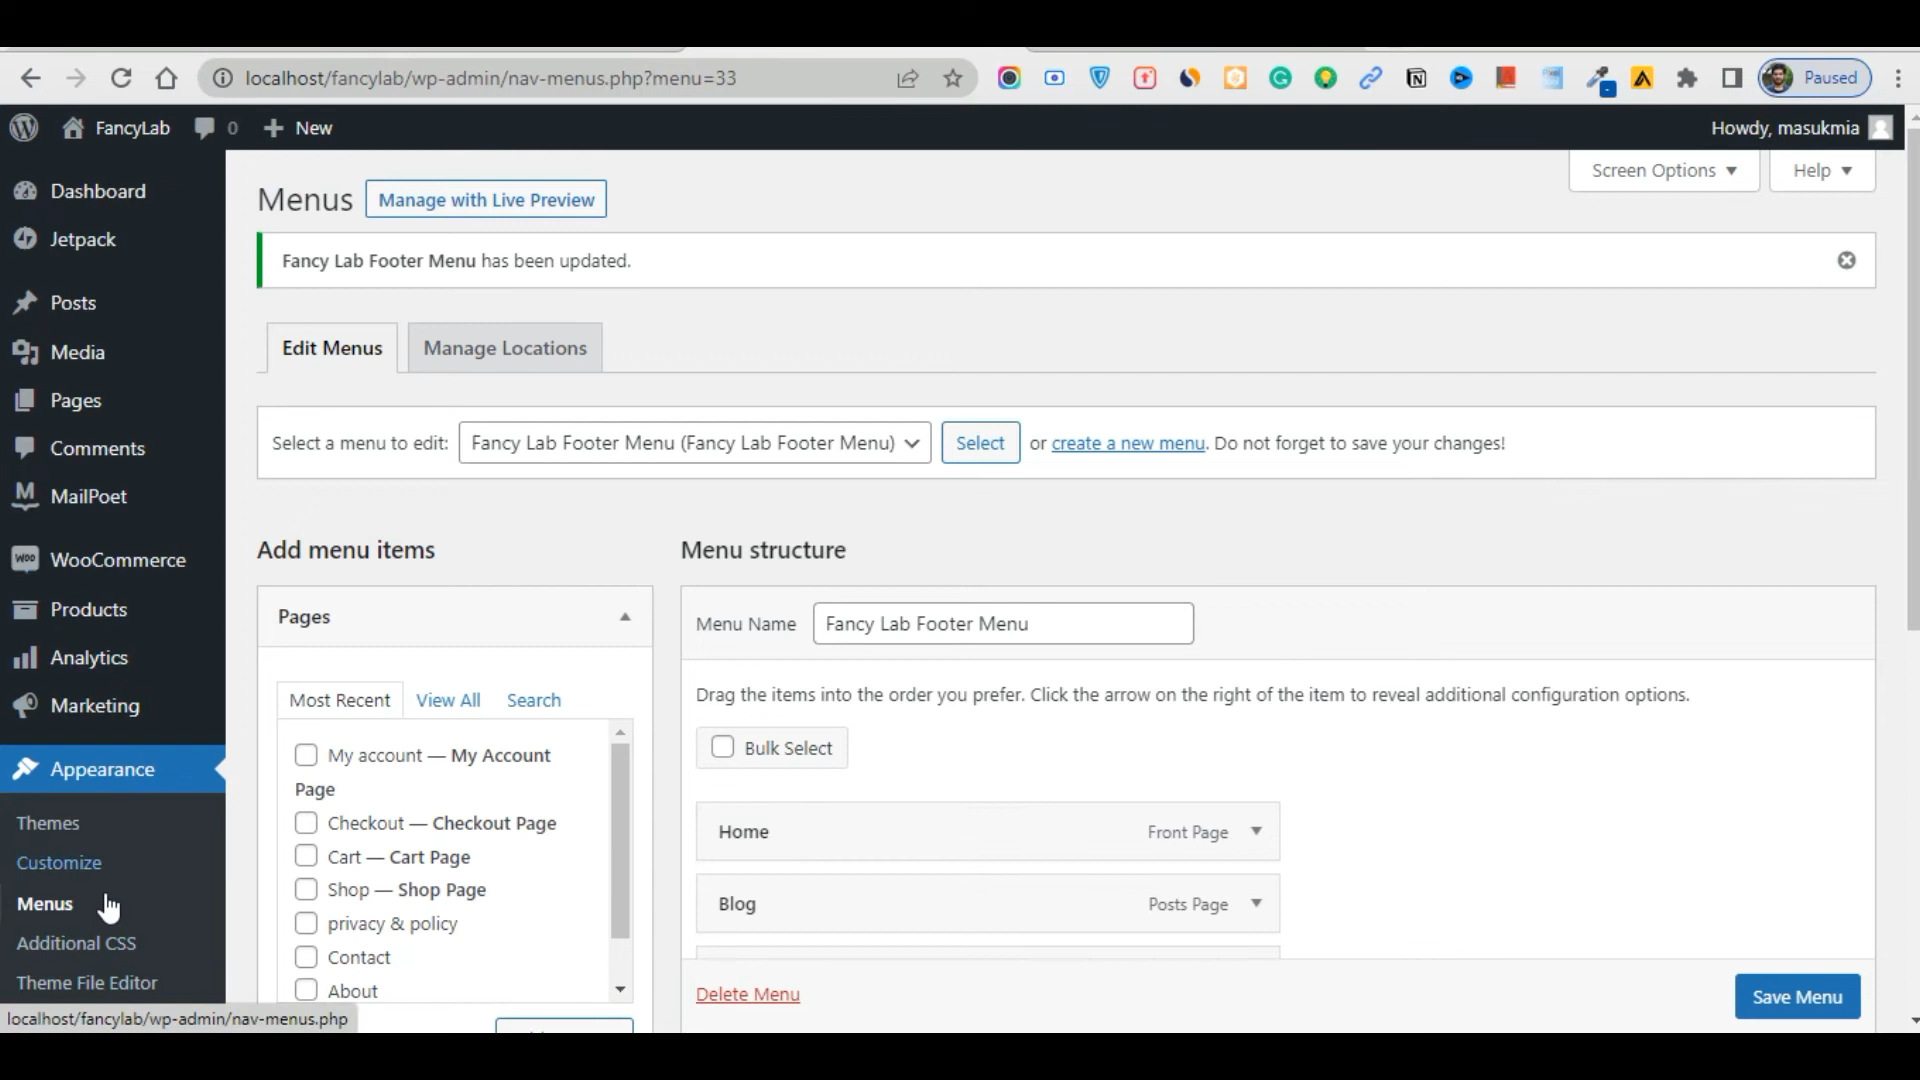 localhost/fancylab/wp-admin/nav-menus.php?menu=33
Paused
FancyLab
0
New
Howdy, masukmia
Dashboard
Jetpack
Posts
Media
Pages
Comments
MailPoet
WooCommerce
Products
Analytics
Marketing
Appearance
Themes
Customize
Menus
Additional CSS
Theme File Editor
localhost/fancylab/wp-admin/nav-menus.php
Screen Options
Help
Menus
Manage with Live Preview
Fancy Lab Footer Menu has been updated.
Edit Menus
Manage Locations
Select a menu to edit: Fancy Lab Footer Menu (Fancy Lab Footer Menu) Select or create a new menu. Do not forget to save your changes!
Add menu items
Pages
Most Recent
View All
Search
My account — My Account
Page
Checkout — Checkout Page
Cart — Cart Page
Shop — Shop Page
privacy & policy
Contact
About
Menu structure
Menu Name
Fancy Lab Footer Menu
Drag the items into the order you prefer. Click the arrow on the right of the item to reveal additional configuration options.
Bulk Select
Home
Front Page
Blog
Posts Page
Delete Menu
Save Menu